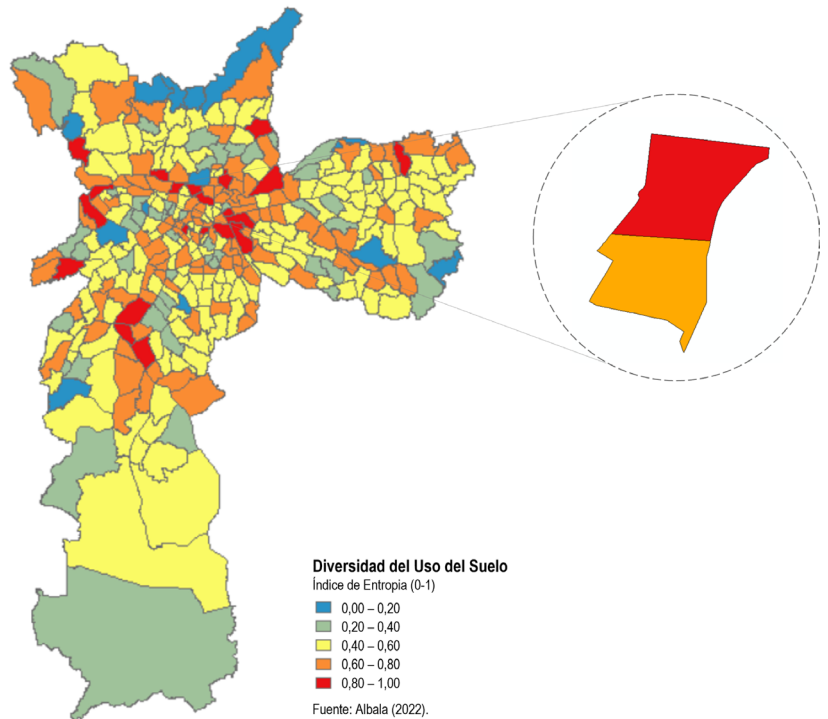 Diversidad del Uso del Suelo
Índice de Entropia (0-1)
0,00 – 0,20
0,20 – 0,40
0,40 – 0,60
0,60 – 0,80
0,80 – 1,00
Fuente: Albala (2022).